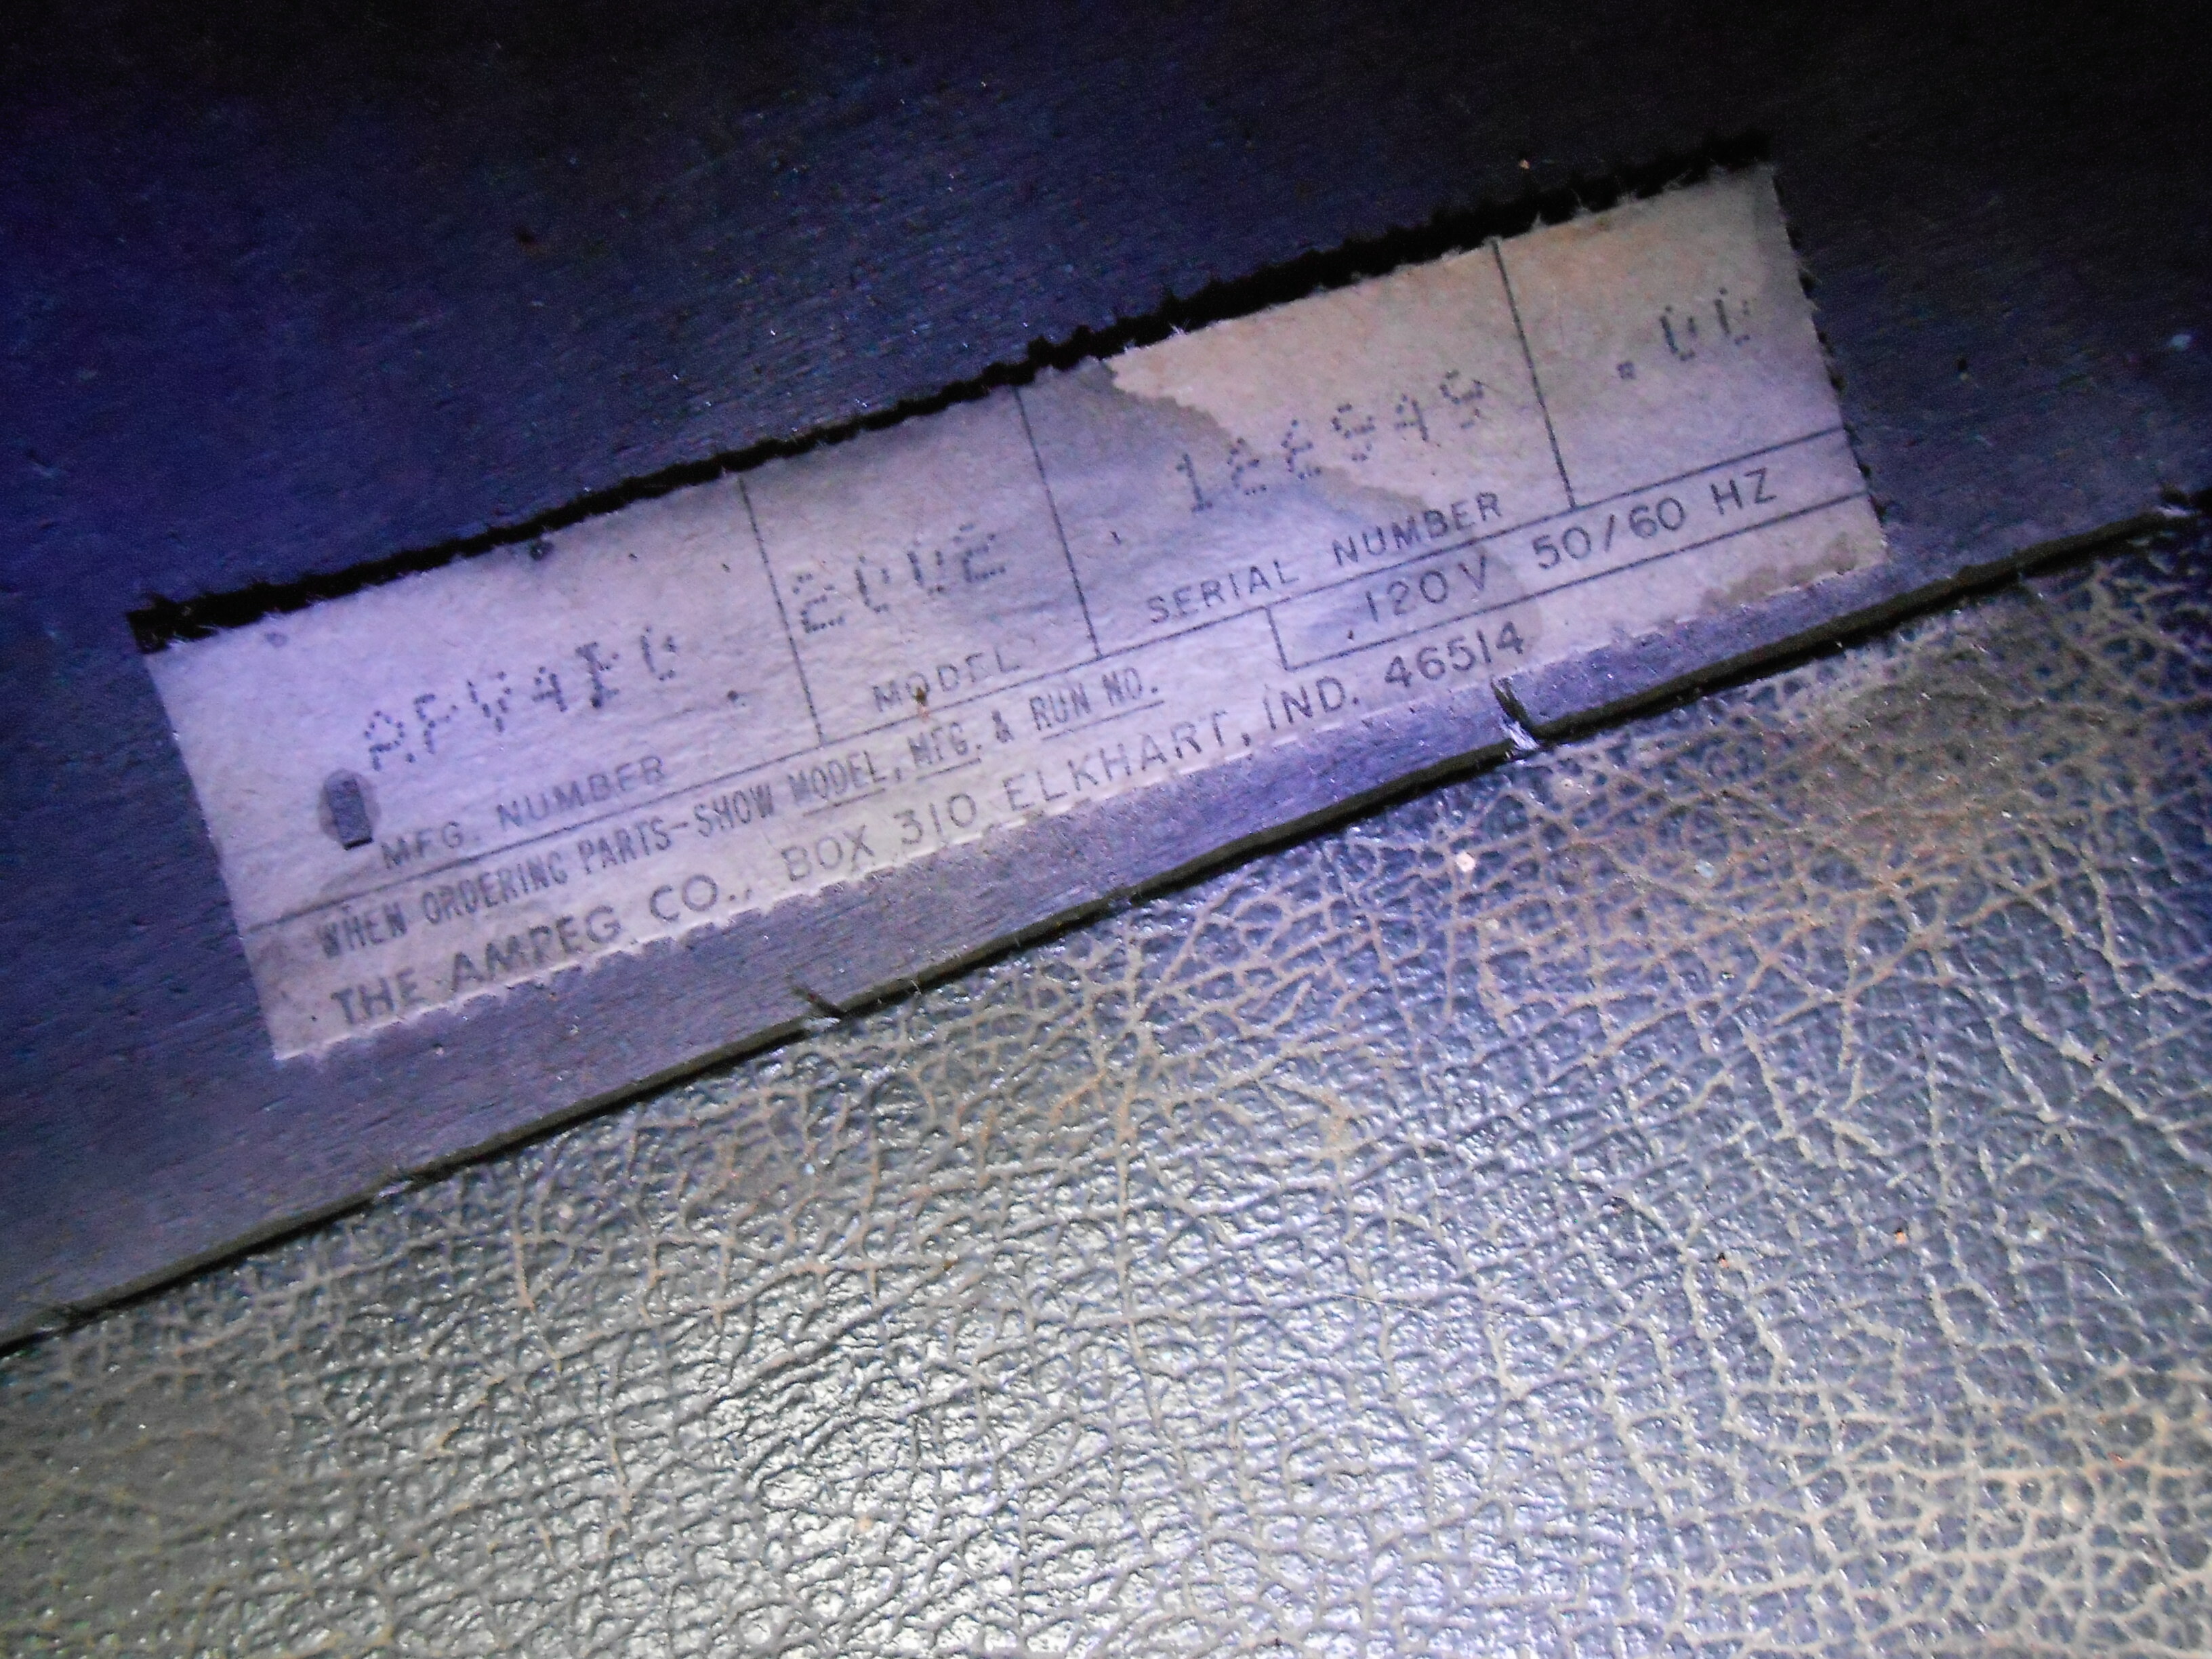 MFG. NUMBER
MODEL
SERIAL NUMBER
WHEN ORDERING PARTS-SHOW MODEL, MFG. & RUN NO.
120V 50/60 HZ
THE AMPEG CO., BOX 310, ELKHART, IND. 46514